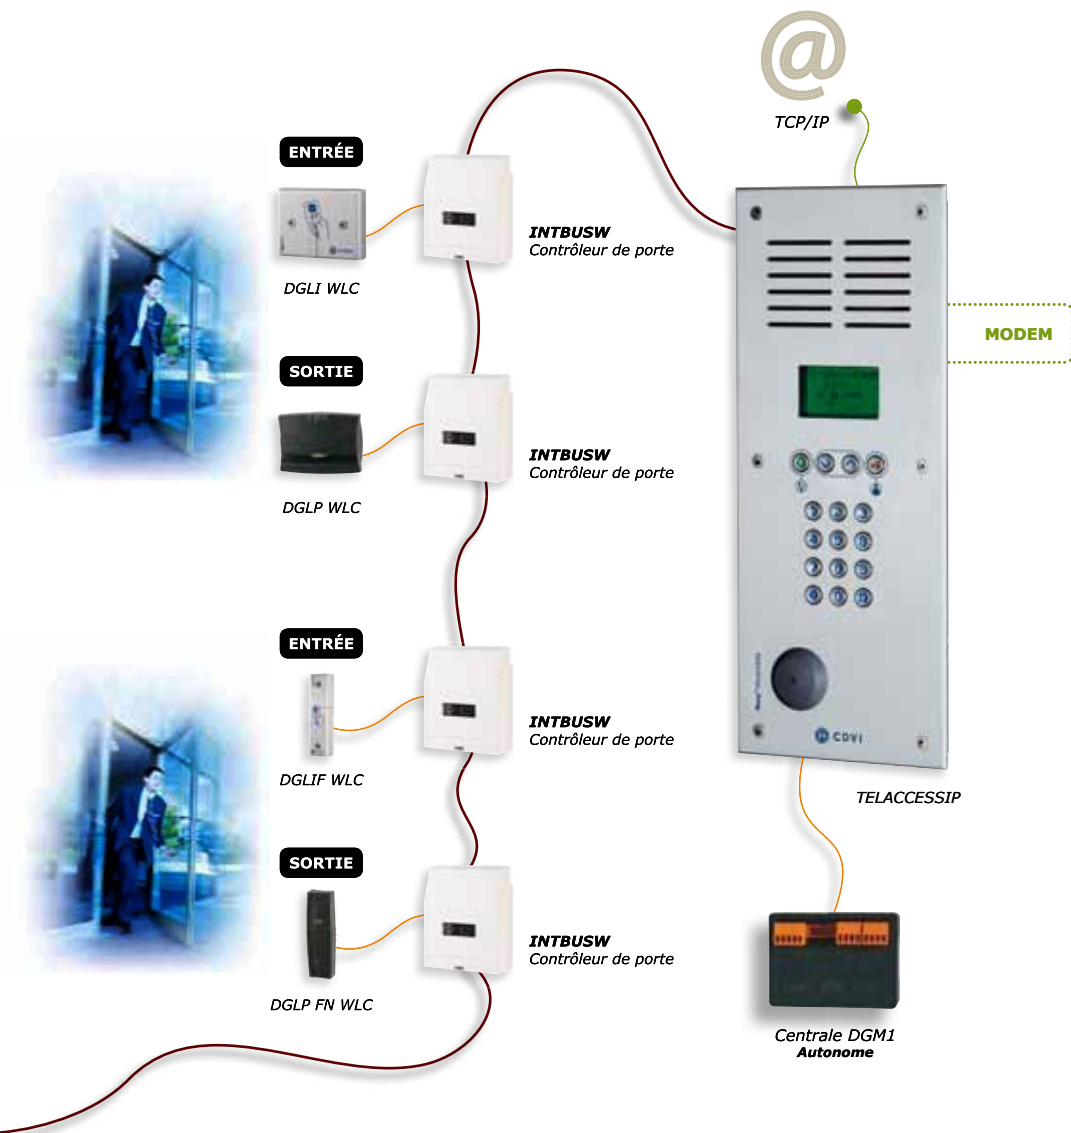 @
TCP/IP
ENTRÉE
INTBUSW
Contrôleur de porte
DGLI WLC
MODEM
SORTIE
INTBUSW
Contrôleur de porte
DGLP WLC
ENTRÉE
INTBUSW
Contrôleur de porte
DGLIF WLC
CDVI
TELACCESSIP
SORTIE
INTBUSW
Contrôleur de porte
DGLP FN WLC
Centrale DGM1
Autonome